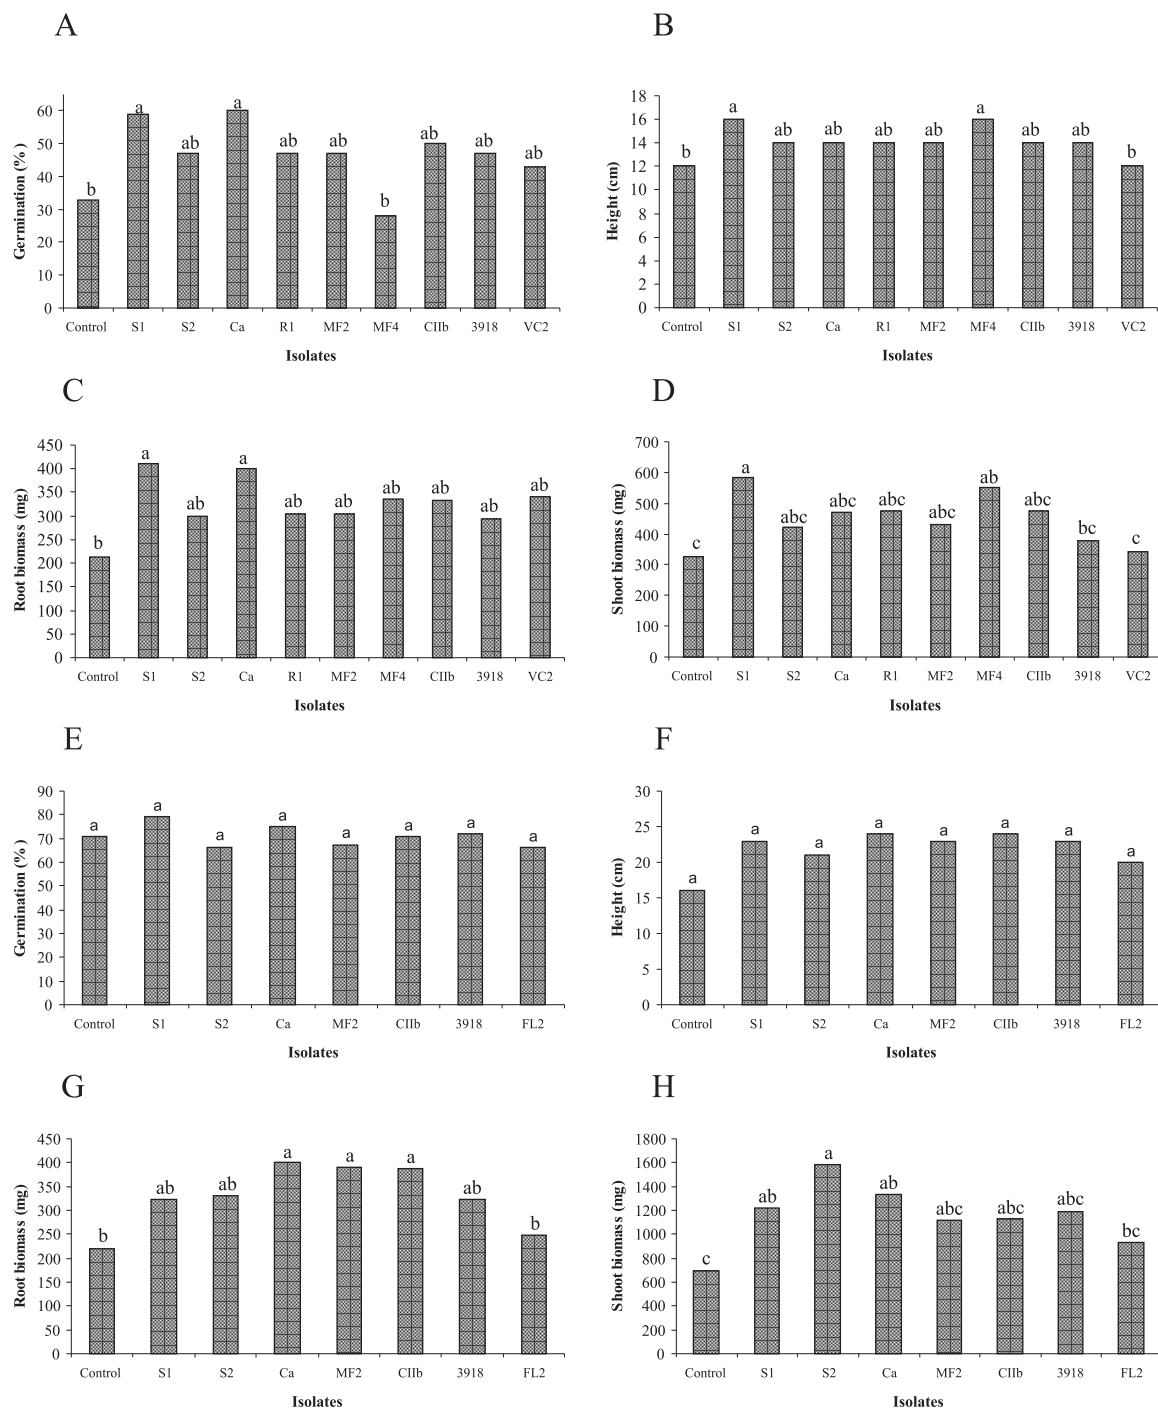 A
Germination (%)
60
50
40
30
20
10
0
b a ab a ab ab b ab ab ab
Control S1 S2 Ca R1 MF2 MF4 CIIb 3918 VC2
Isolates
B
Height (cm)
18
16
14
12
10
8
6
4
2
0
b a ab ab ab ab a ab ab b
Control S1 S2 Ca R1 MF2 MF4 CIIb 3918 VC2
Isolates
C
Root biomass (mg)
450
400
350
300
250
200
150
100
50
0
b a ab a ab ab ab ab ab ab
Control S1 S2 Ca R1 MF2 MF4 CIIb 3918 VC2
Isolates
D
Shoot biomass (mg)
700
600
500
400
300
200
100
0
c a abc abc abc abc ab abc bc c
Control S1 S2 Ca R1 MF2 MF4 CIIb 3918 VC2
Isolates
E
Germination (%)
90
80
70
60
50
40
30
20
10
0
a a a a a a a a
Control S1 S2 Ca MF2 CIIb 3918 FL2
Isolates
F
Height (cm)
30
25
20
15
10
5
0
a a a a a a a a
Control S1 S2 Ca MF2 CIIb 3918 FL2
Isolates
G
Root biomass (mg)
450
400
350
300
250
200
150
100
50
0
b ab ab a a a ab b
Control S1 S2 Ca MF2 CIIb 3918 FL2
Isolates
H
Shoot biomass (mg)
1800
1600
1400
1200
1000
800
600
400
200
0
c ab a ab abc abc abc bc
Control S1 S2 Ca MF2 CIIb 3918 FL2
Isolates